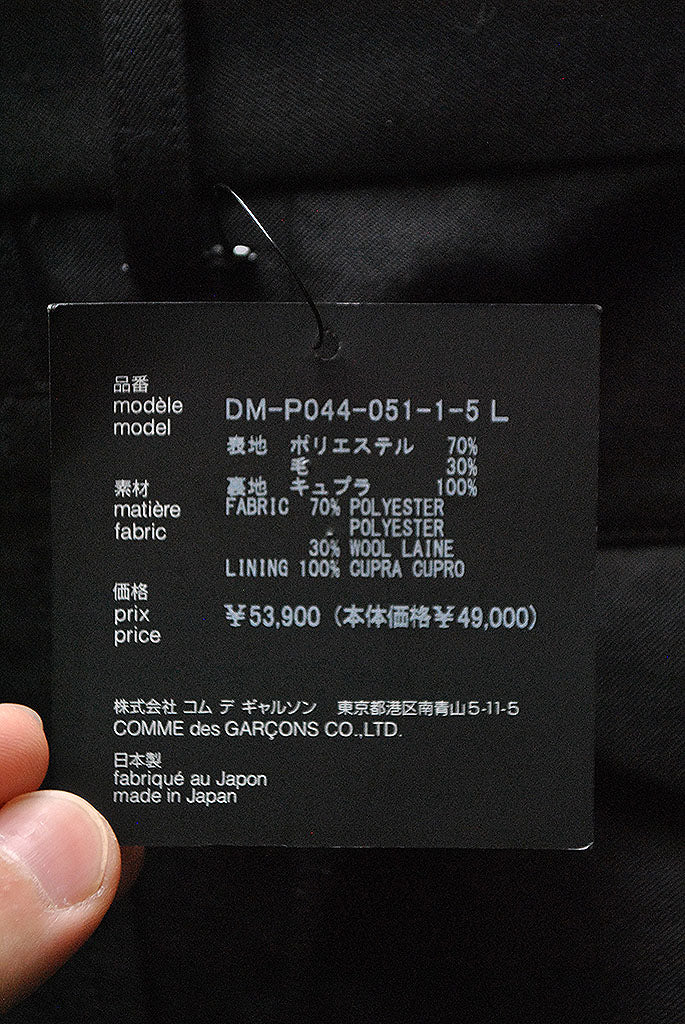 品番
modèle
model
DM-P044-051-1-5 L
表地 ポリエステル 70%
毛 30%
裏地 キュプラ 100%
素材
matière
fabric
FABRIC 70% POLYESTER
POLYESTER
30% WOOL LAINE
LINING 100% CUPRA CUPRO
価格
prix
price
¥53,900 (本体価格¥49,000)
株式会社 コム デ ギャルソン 東京都港区南青山5-11-5
COMME des GARÇONS CO.,LTD.
日本製
fabriqué au Japon
made in Japan